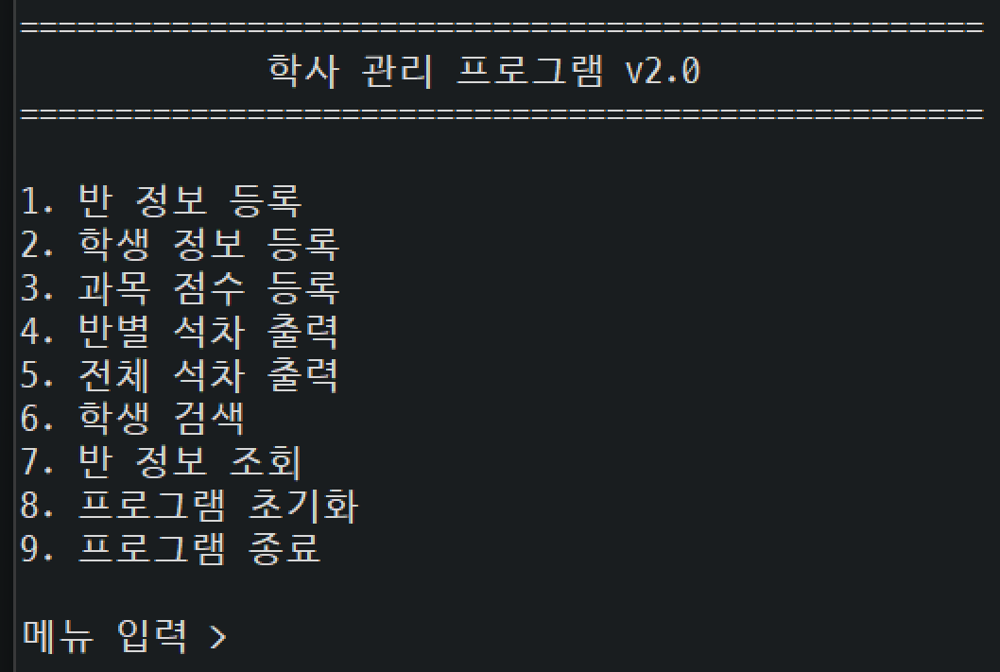 ===================================================
학사 관리 프로그램 v2.0
===================================================
1. 반 정보 등록
2. 학생 정보 등록
3. 과목 점수 등록
4. 반별 석차 출력
5. 전체 석차 출력
6. 학생 검색
7. 반 정보 조회
8. 프로그램 초기화
9. 프로그램 종료
메뉴 입력 >